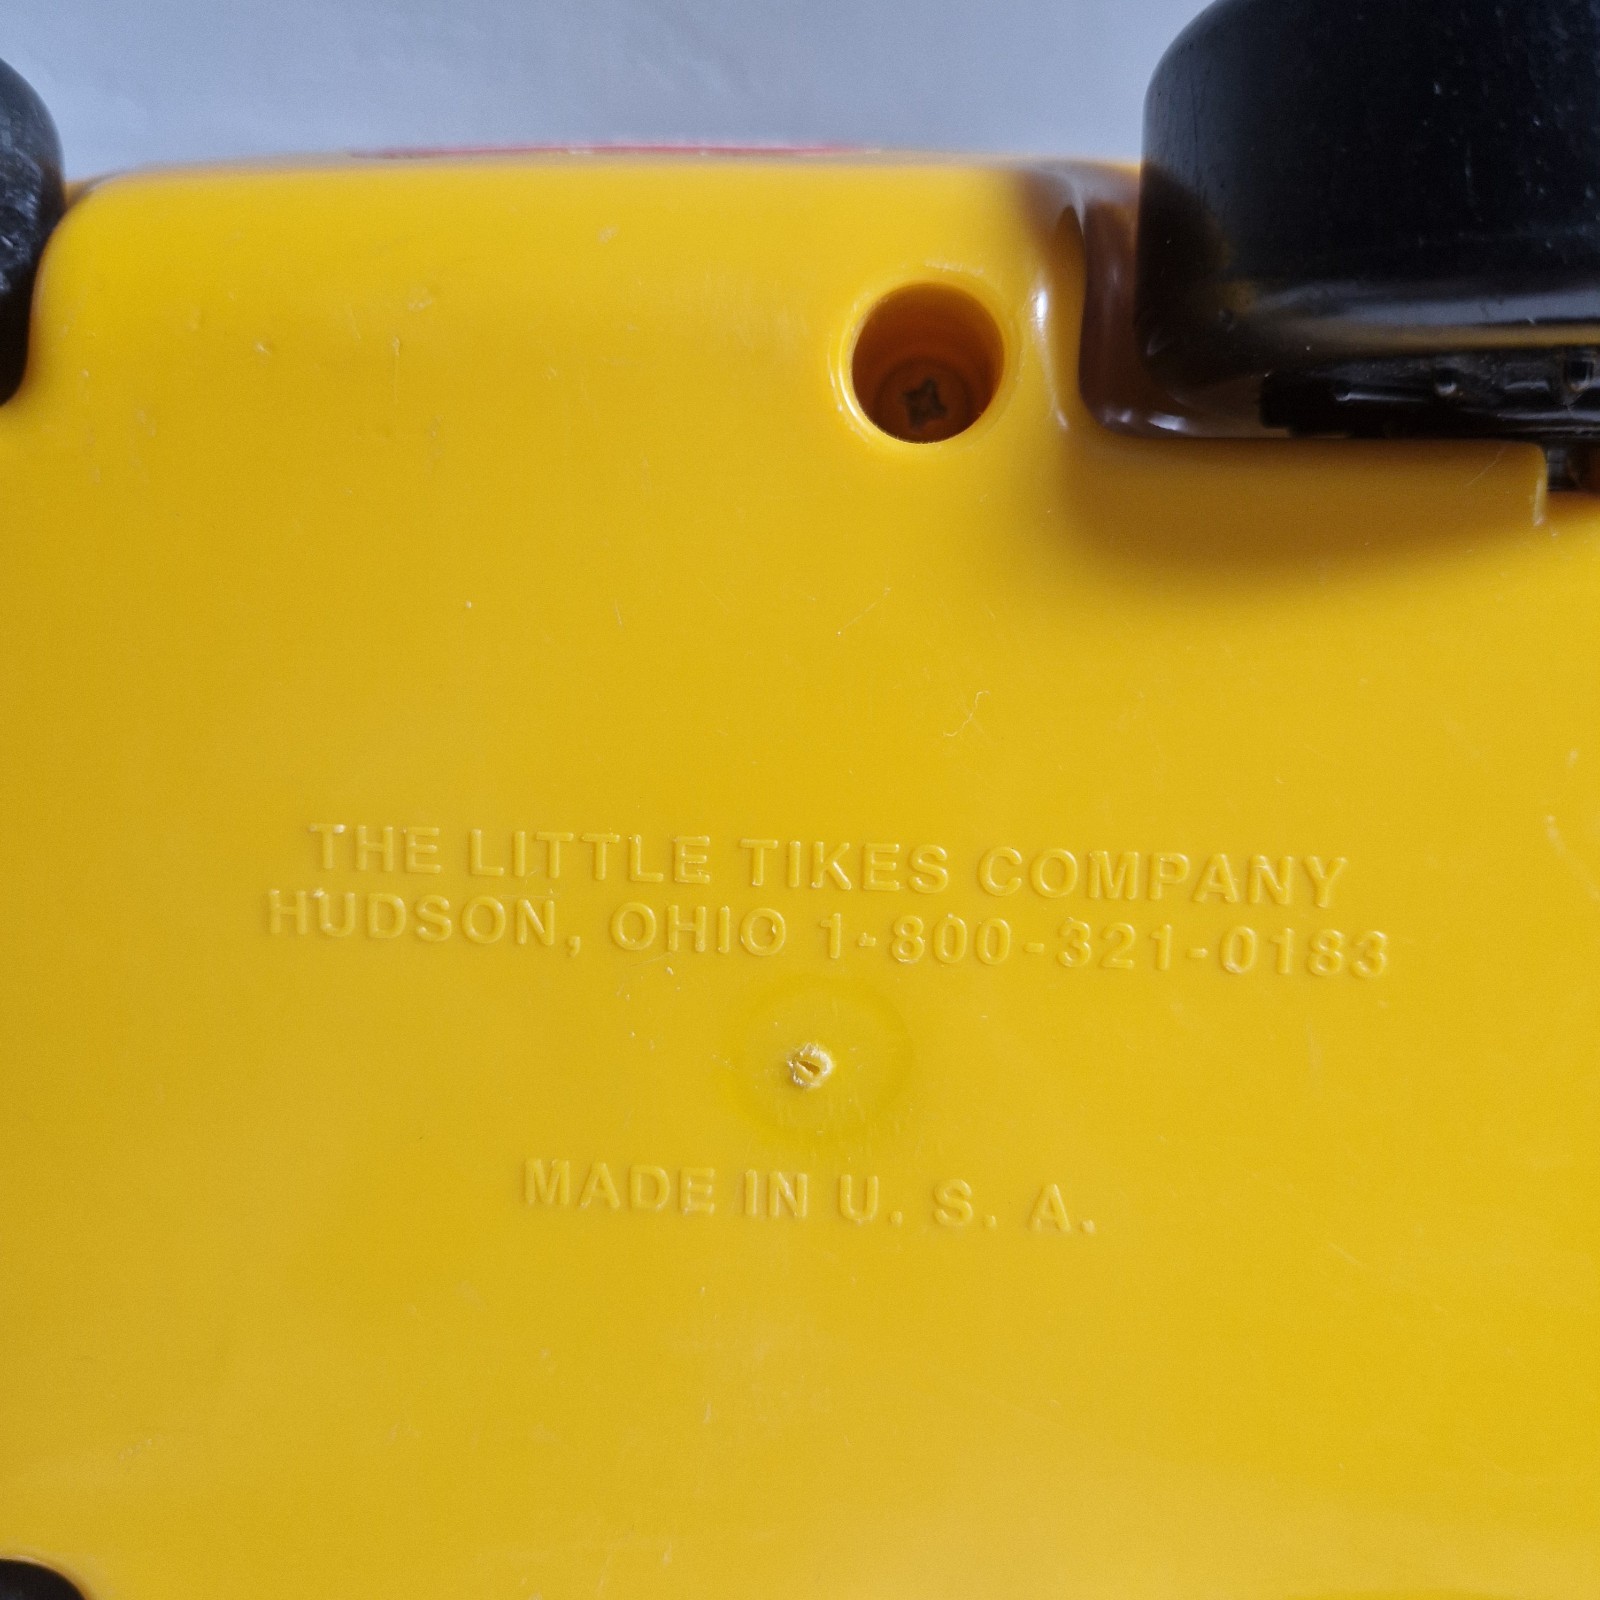 THE LITTLE TIKES COMPANY
HUDSON, OHIO 1-800-321-0183
MADE IN U. S. A.